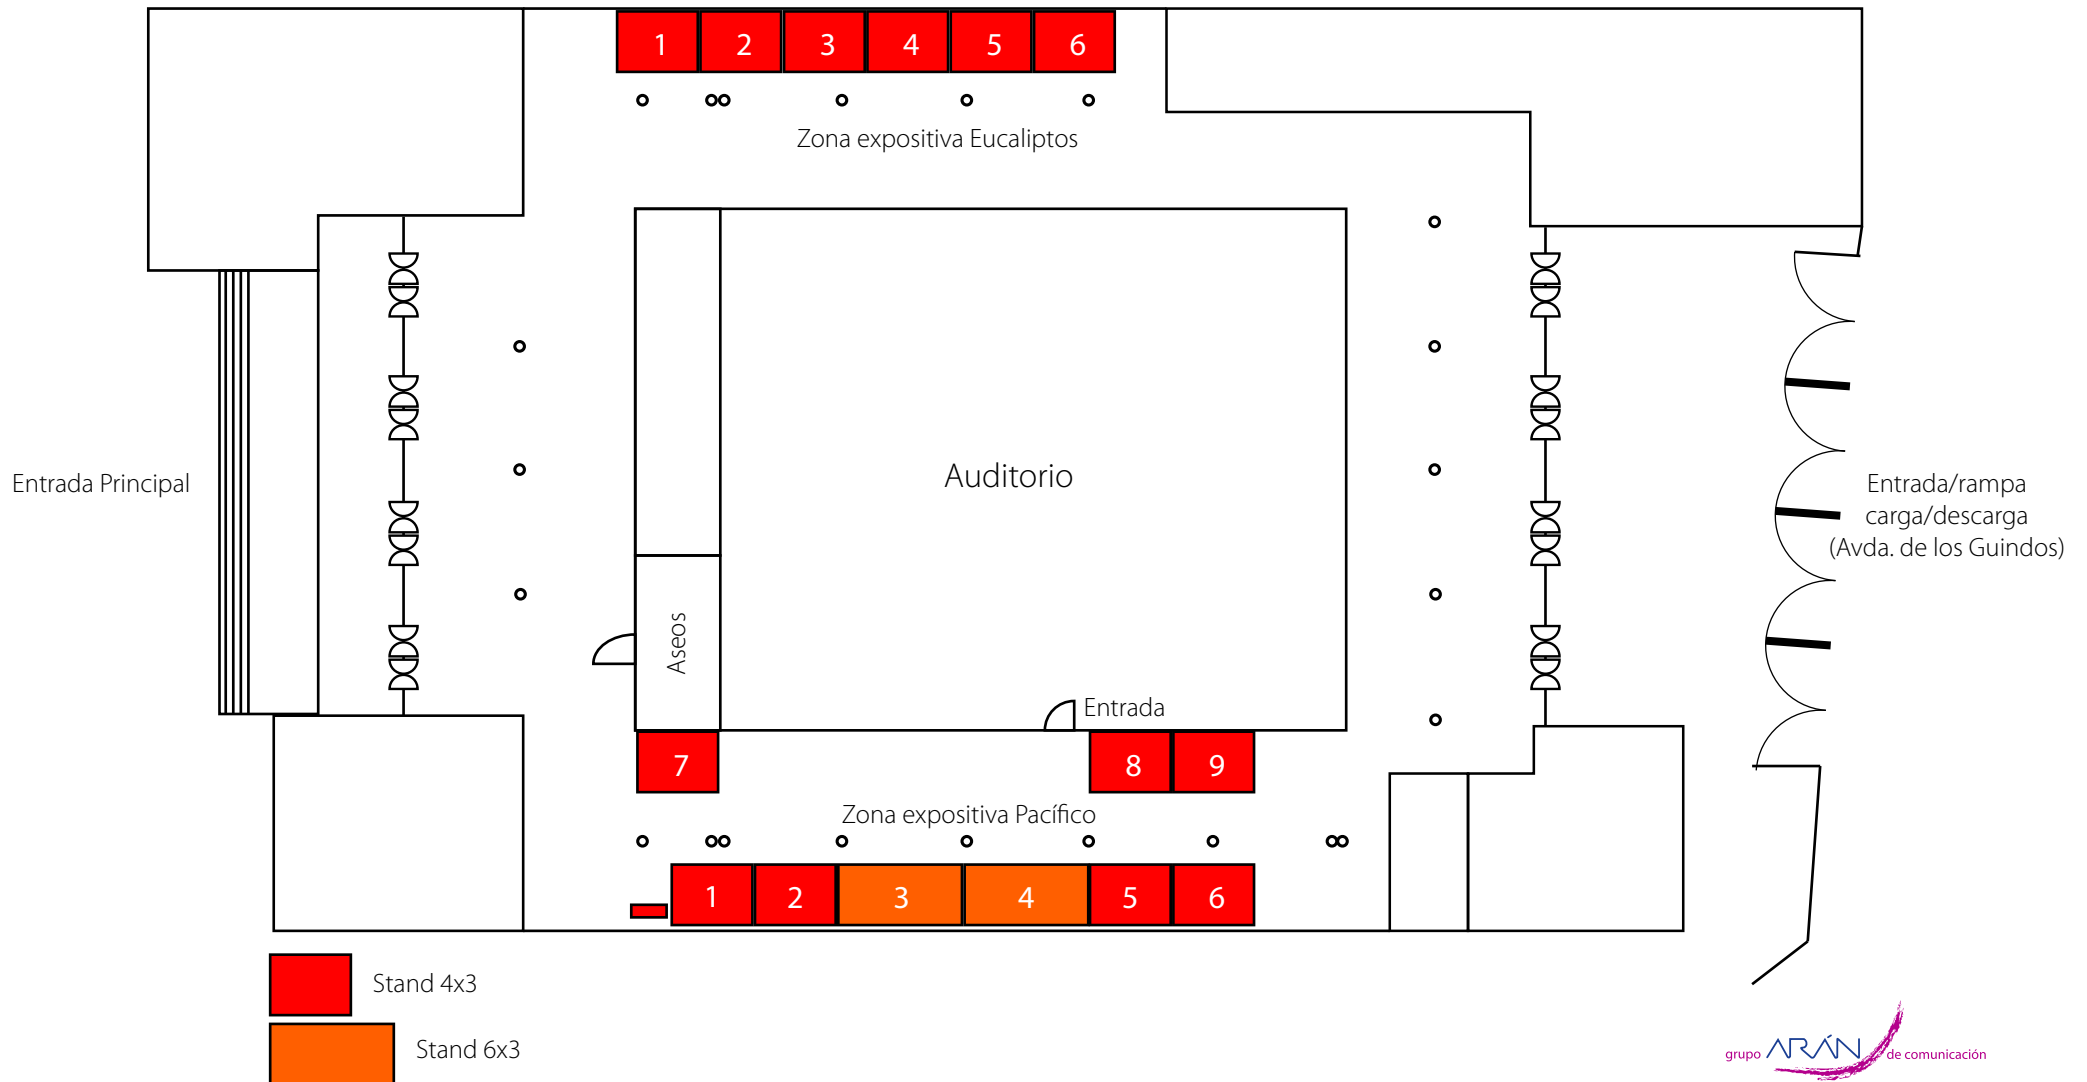 1 2 3 4 5 6
Zona expositiva Eucaliptos
Entrada Principal
Auditorio
Entrada/rampa
carga/descarga
(Avda. de los Guindos)
Aseos
Entrada
7 8 9
Zona expositiva Pacífico
1 2 3 4 5 6
Stand 4x3
Stand 6x3
grupo ARÁN de comunicación